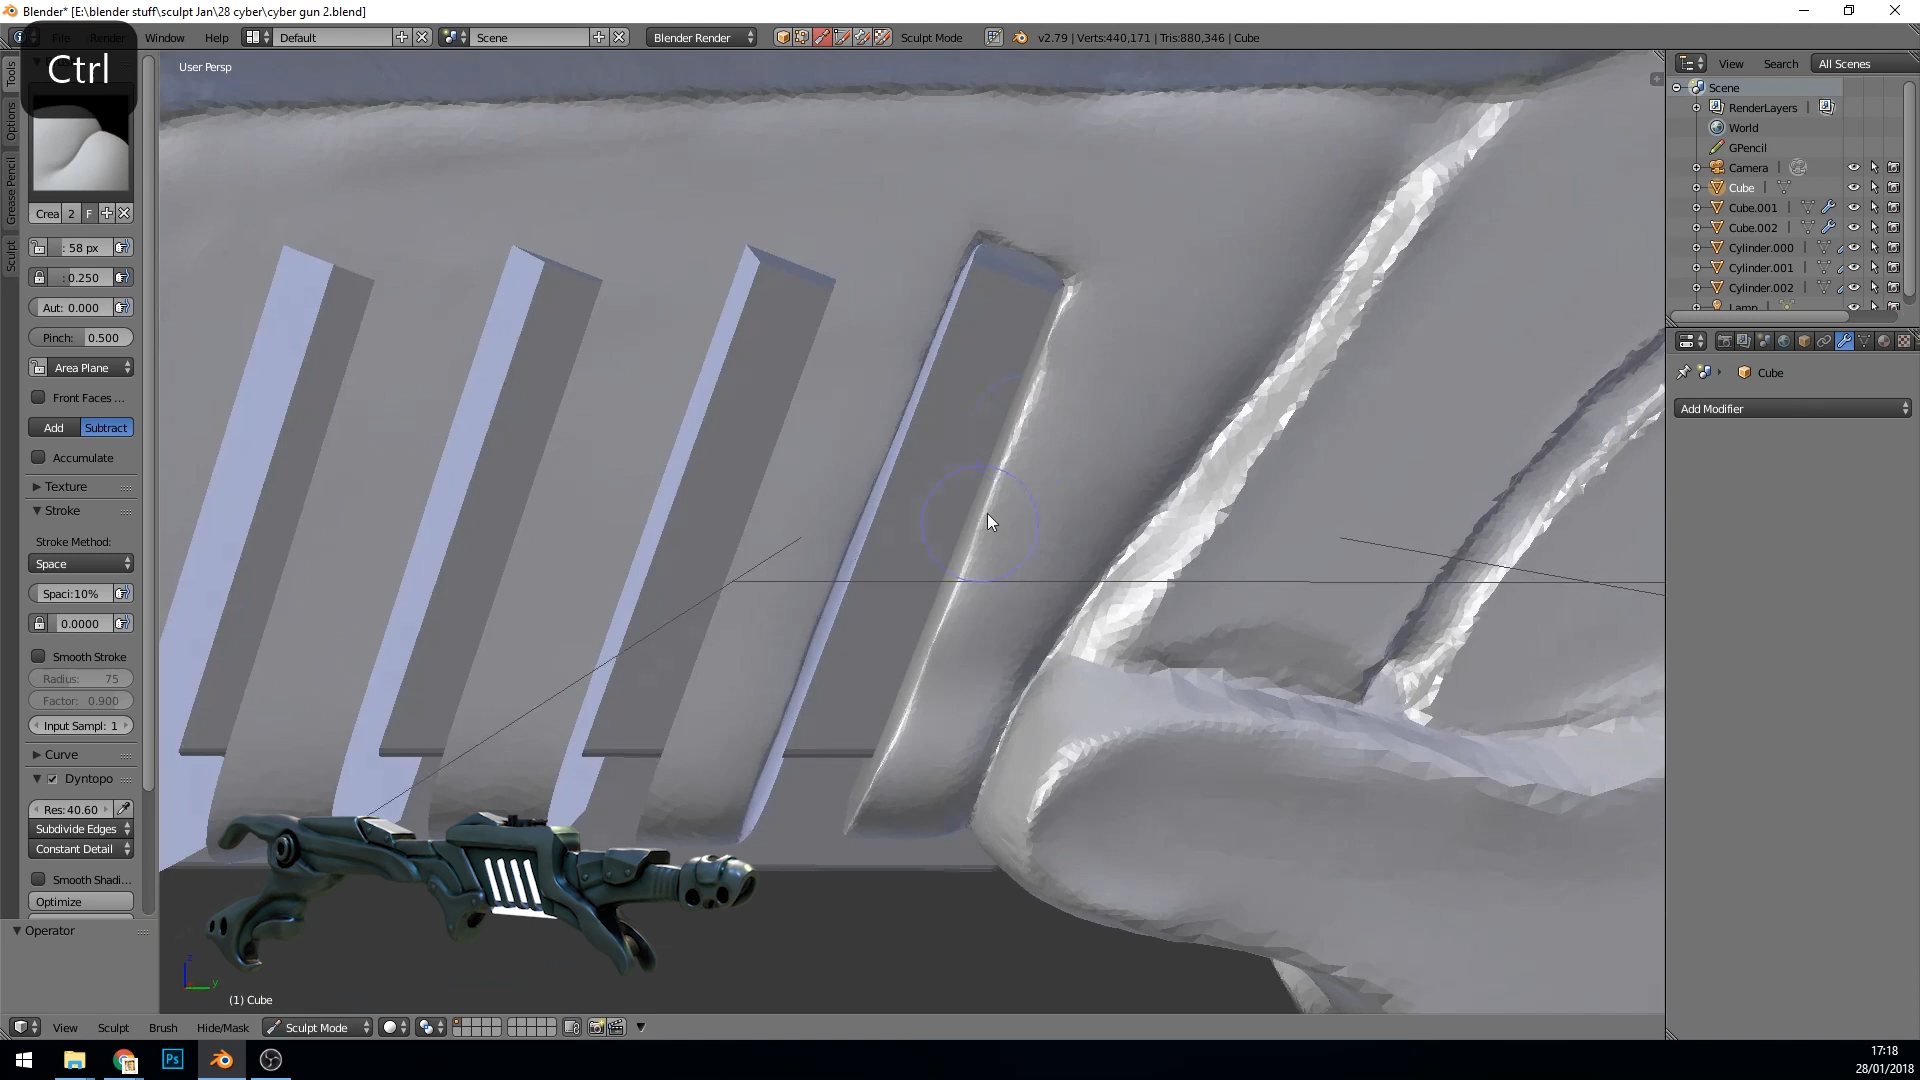 Blender* [E:\blender stuff\sculpt Jan\28 cyber\cyber gun 2.blend]
Ctrl
File Render Window Help Default Scene Blender Render Sculpt Mode v2.79 | Verts:440,171 | Tris:880,346 | Cube
User Persp
Tools
Options
Grease Pencil
Sculpt
Crea 2 F
: 58 px
: 0.250
Aut: 0.000
Pinch: 0.500
Area Plane
Front Faces ...
Add Subtract
Accumulate
Texture
Stroke
Stroke Method:
Space
Spaci:10%
0.0000
Smooth Stroke
Radius: 75
Factor: 0.900
Input Sampl: 1
Curve
Dyntopo
Res:40.60
Subdivide Edges
Constant Detail
Smooth Shadi...
Optimize
Operator
z
y
(1) Cube
View Sculpt Brush Hide/Mask Sculpt Mode
View Search All Scenes
Scene
RenderLayers
World
GPencil
Camera
Cube
Cube.001
Cube.002
Cylinder.000
Cylinder.001
Cylinder.002
Lamp
Cube
Add Modifier
Ps
17:18
28/01/2018